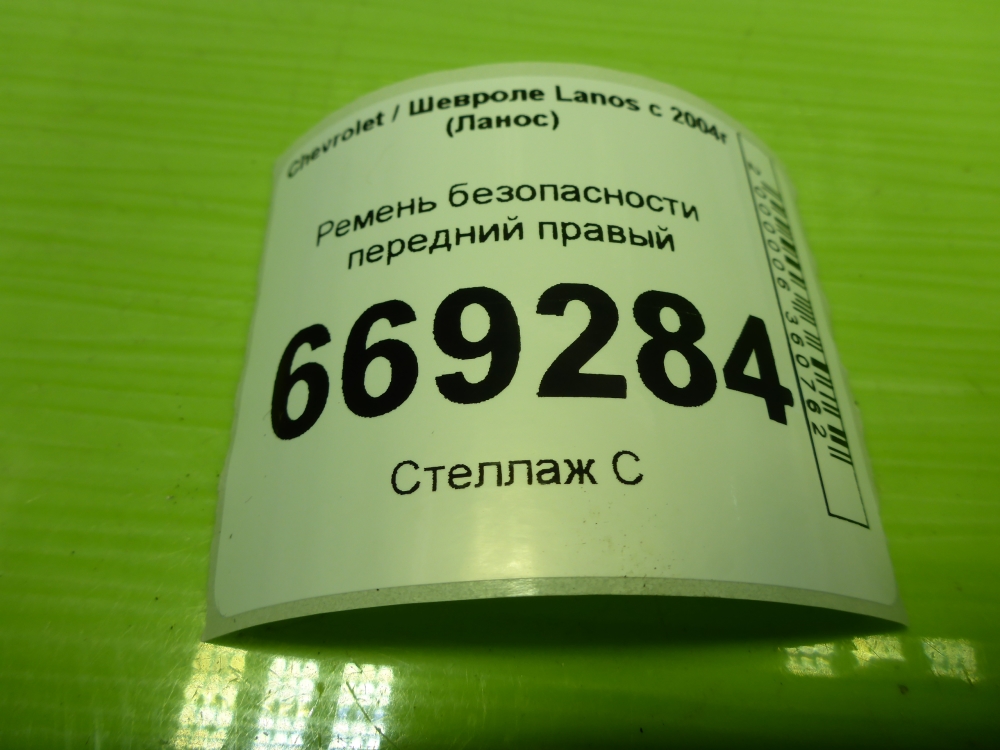 Chevrolet / Шевроле Lanos с 2004г
(Ланос)
Ремень безопасности
передний правый
669284
Стеллаж С
2000006360762